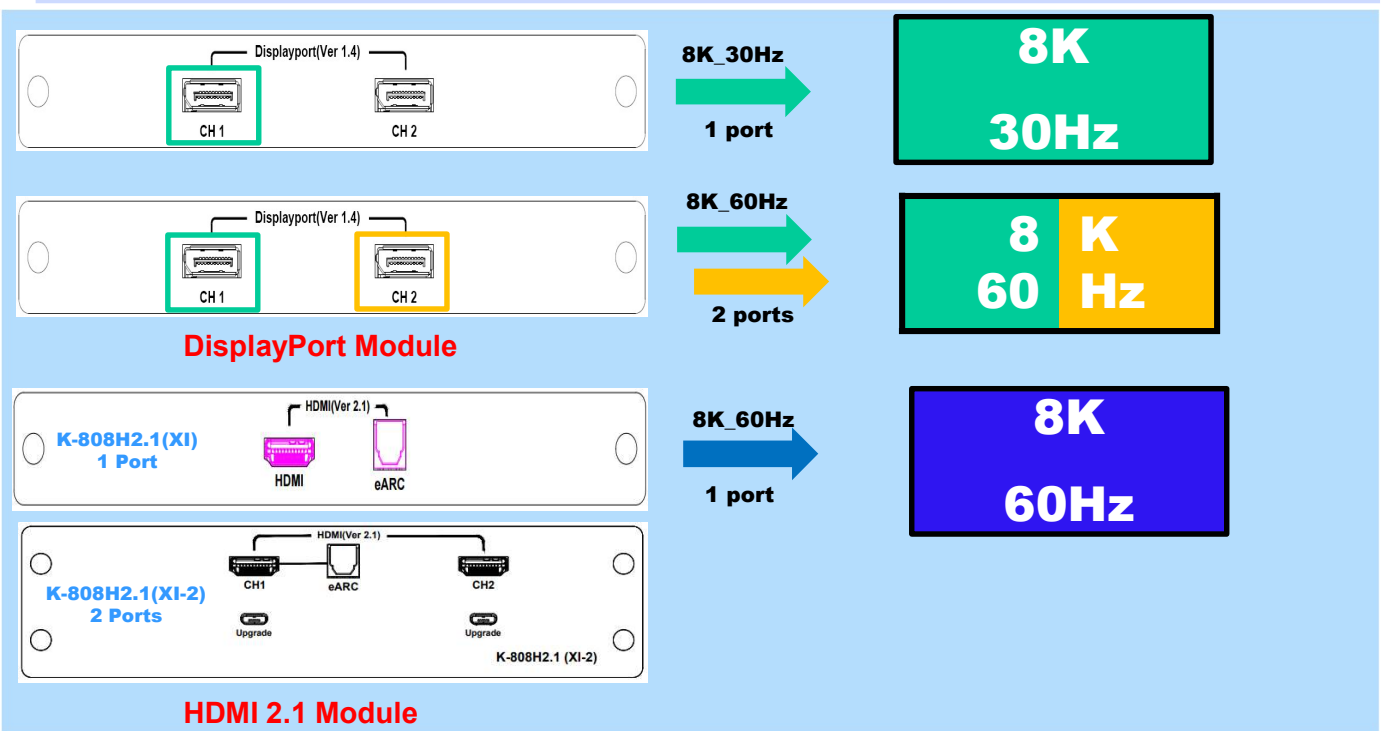 Displayport(Ver 1.4)
CH 1
CH 2
8K_30Hz
1 port
8K
30Hz
Displayport(Ver 1.4)
CH 1
CH 2
8K_60Hz
2 ports
8 K
60 Hz
DisplayPort Module
K-808H2.1(XI)
1 Port
HDMI(Ver 2.1)
HDMI
eARC
8K_60Hz
1 port
8K
60Hz
K-808H2.1(XI-2)
2 Ports
HDMI(Ver 2.1)
CH1
eARC
CH2
Upgrade
Upgrade
K-808H2.1 (XI-2)
HDMI 2.1 Module